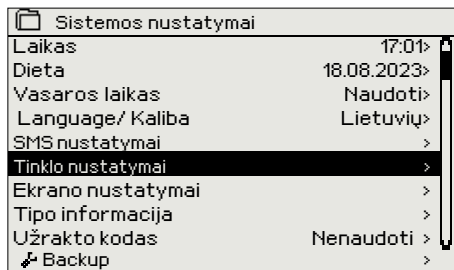 Sistemos nustatymai
Laikas 17:01>
Dieta 18.08.2023>
Vasaros laikas Naudoti>
Language/ Kaliba Lietuvių>
SMS nustatymai >
Tinklo nustatymai >
Ekrano nustatymai >
Tipo informacija >
Užrakto kodas Nenaudoti >
Backup >